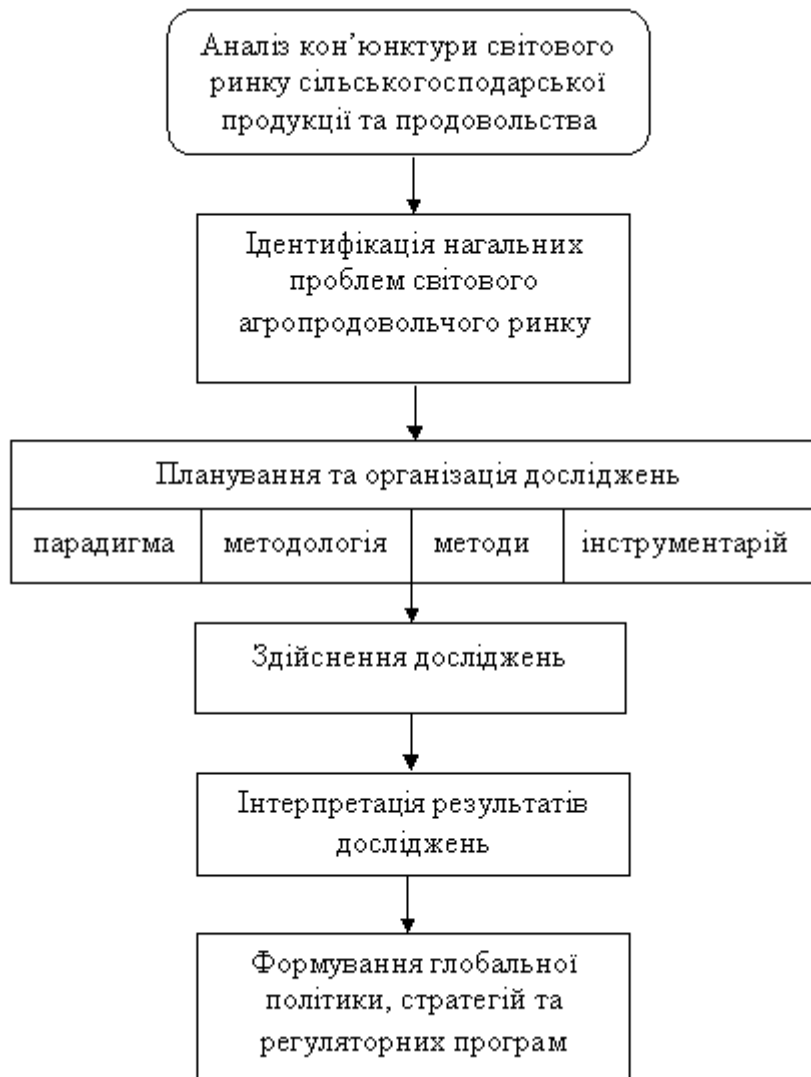 Аналіз кон’юнктури світового
ринку сільськогосподарської
продукції та продовольства
Ідентифікація нагальних
проблем світового
агропродовольчого ринку
Планування та організація досліджень
парадигма методологія методи інструментарій
Здійснення досліджень
Інтерпретація результатів
досліджень
Формування глобальної
політики, стратегій та
регуляторних програм